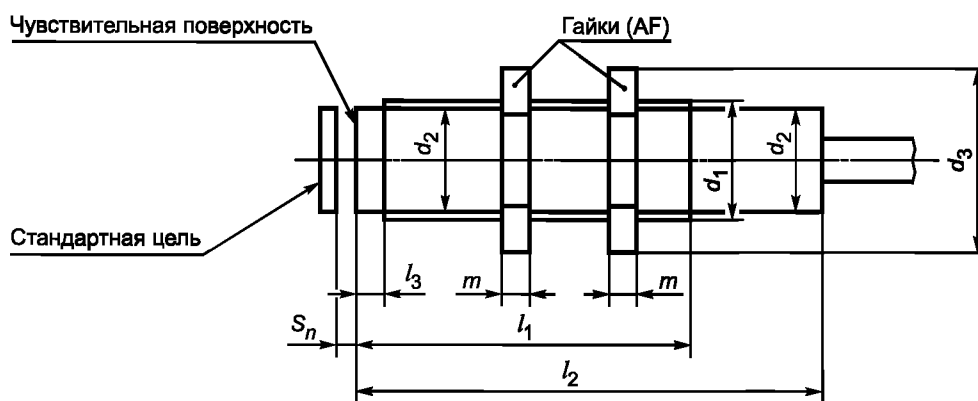 Чувствительная поверхность
Гайки (AF)
d2
d2
d1
d3
Стандартная цель
l3
m
m
Sn
l1
l2